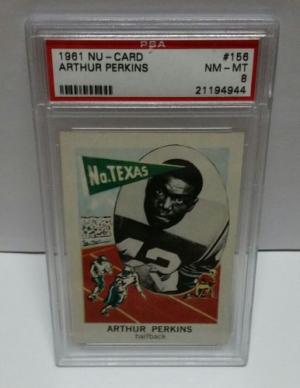 PSA
1961 NU-CARD #156
ARTHUR PERKINS NM-MT
8
21194944
No. TEXAS
42
ARTHUR PERKINS
halfback